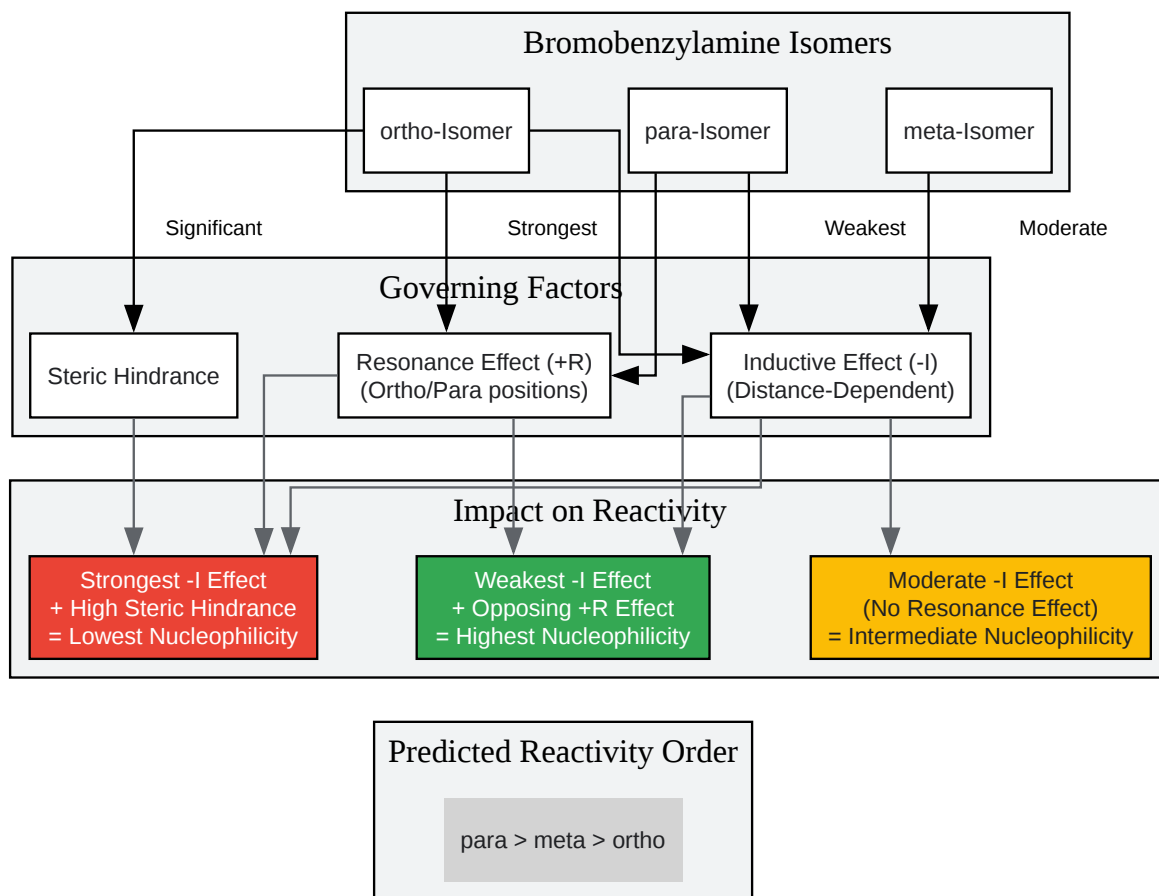 Bromobenzylamine Isomers
ortho-Isomer
para-Isomer
meta-Isomer
Significant
Strongest
Weakest
Moderate
Governing Factors
Steric Hindrance
Resonance Effect (+R)
(Ortho/Para positions)
Inductive Effect (-I)
(Distance-Dependent)
Impact on Reactivity
Strongest -I Effect
+ High Steric Hindrance
= Lowest Nucleophilicity
Weakest -I Effect
+ Opposing +R Effect
= Highest Nucleophilicity
Moderate -I Effect
(No Resonance Effect)
= Intermediate Nucleophilicity
Predicted Reactivity Order
para > meta > ortho